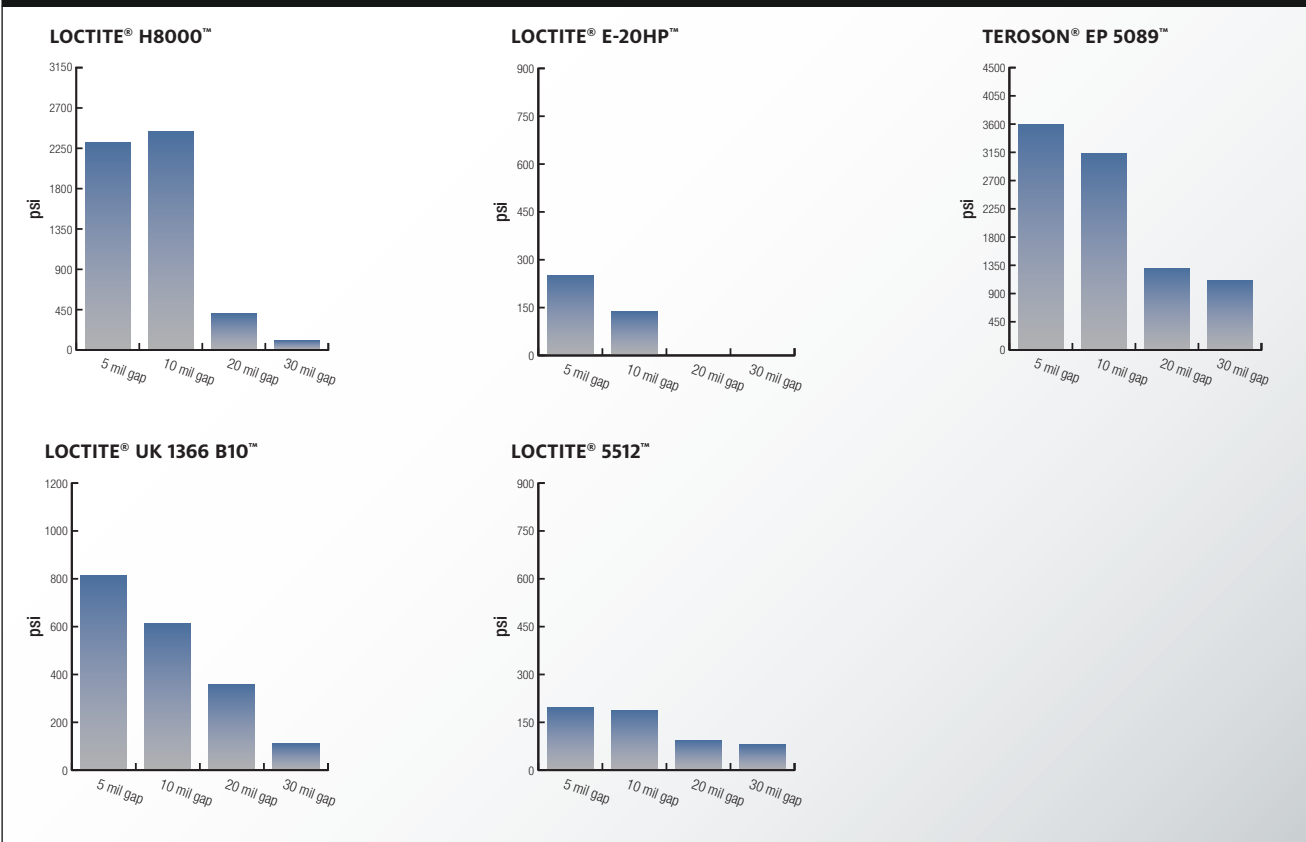 LOCTITE® H8000™
3150
2700
2250
1800
1350
900
450
0
psi
5 mil gap
10 mil gap
20 mil gap
30 mil gap
LOCTITE® E-20HP™
900
750
600
450
300
150
0
psi
5 mil gap
10 mil gap
20 mil gap
30 mil gap
TEROSON® EP 5089™
4500
4050
3600
3150
2700
2250
1800
1350
900
450
0
psi
5 mil gap
10 mil gap
20 mil gap
30 mil gap
LOCTITE® UK 1366 B10™
1200
1000
800
600
400
200
0
psi
5 mil gap
10 mil gap
20 mil gap
30 mil gap
LOCTITE® 5512™
900
750
600
450
300
150
0
psi
5 mil gap
10 mil gap
20 mil gap
30 mil gap